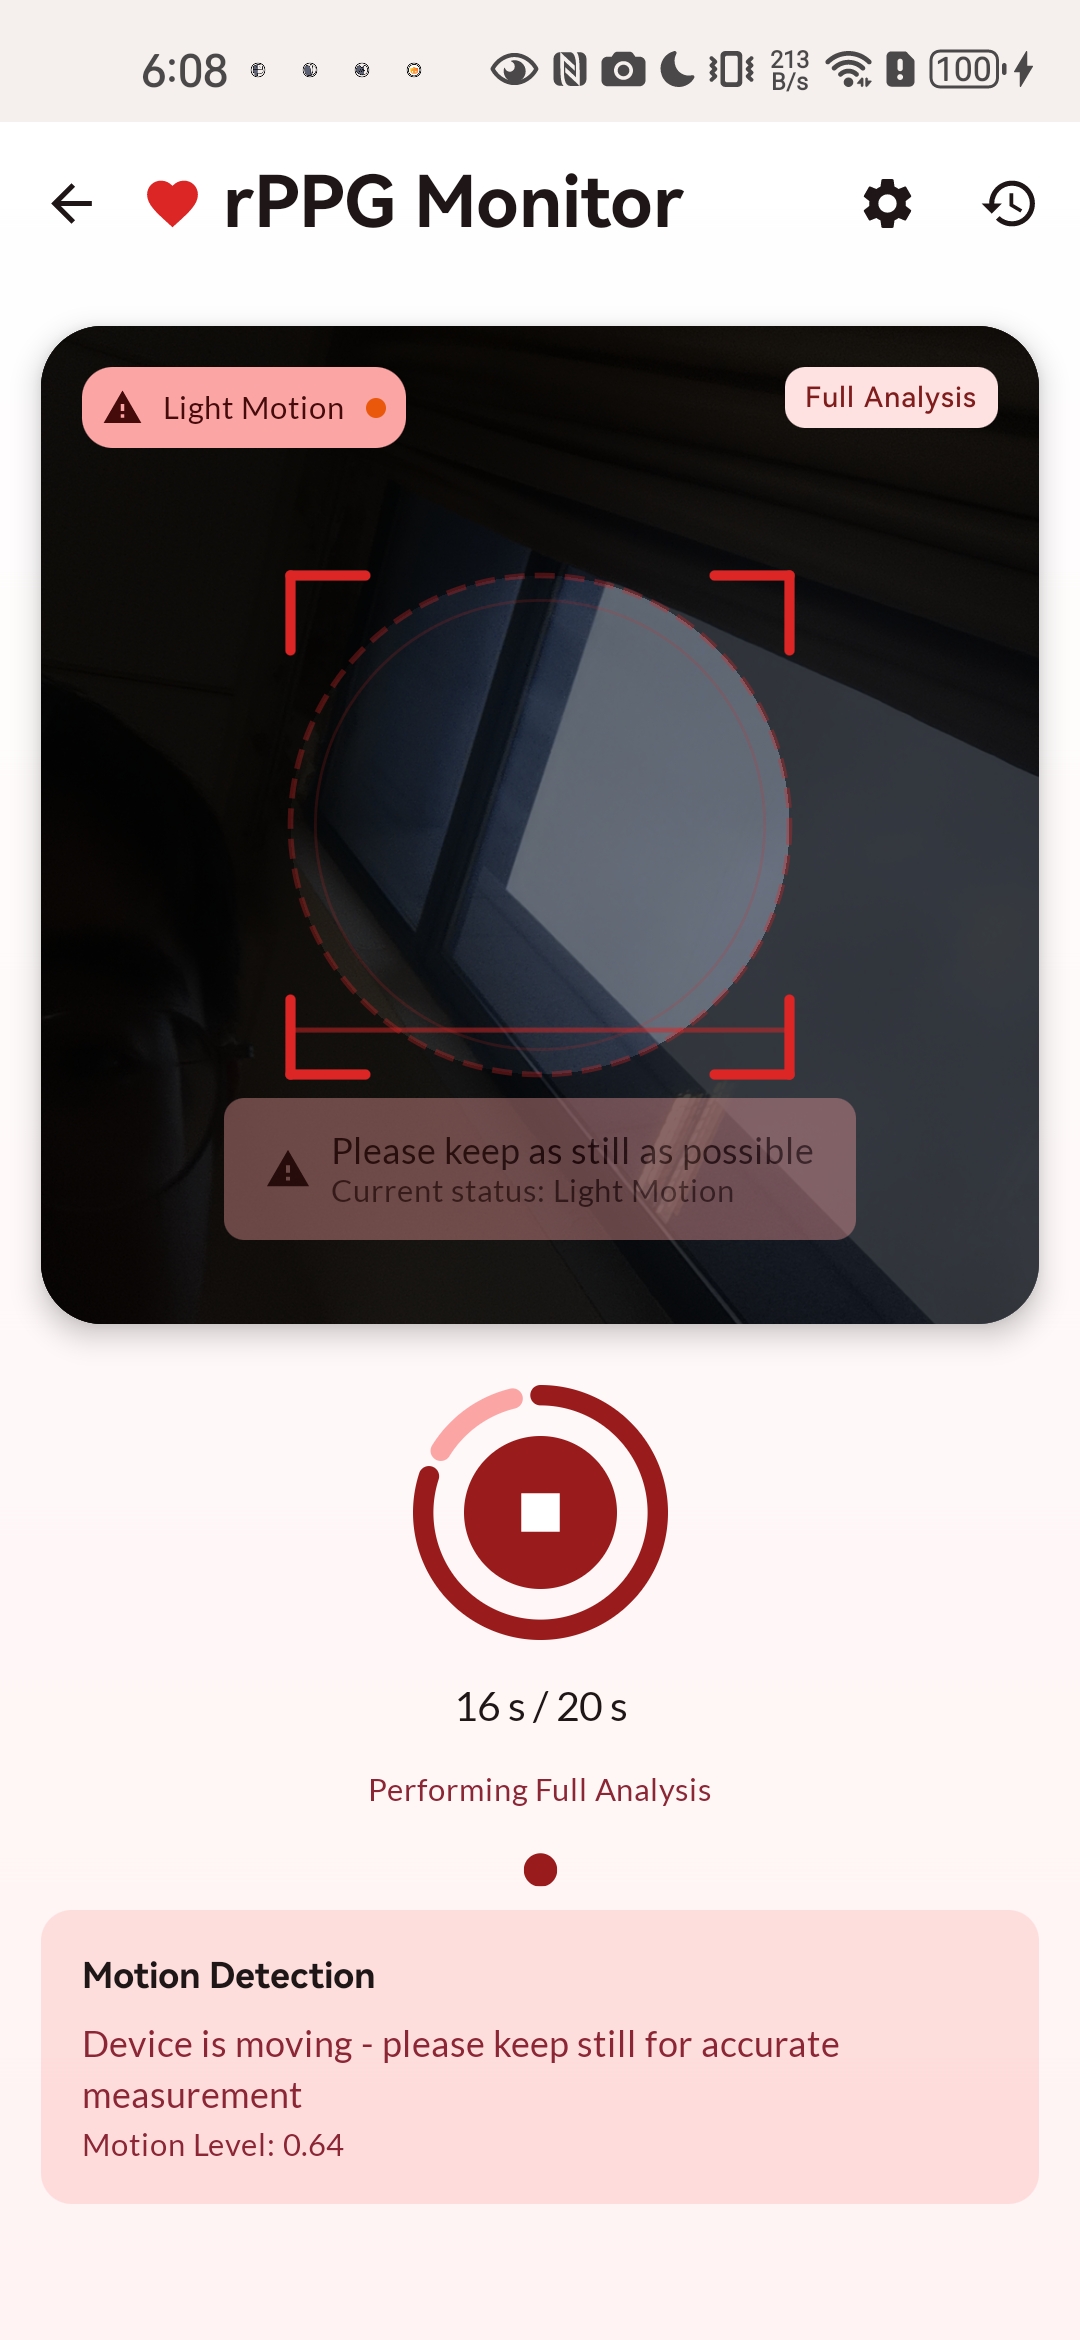 6:08
213
B/s
100
rPPG Monitor
Light Motion
Full Analysis
Please keep as still as possible
Current status: Light Motion
16 s / 20 s
Performing Full Analysis
Motion Detection
Device is moving - please keep still for accurate
measurement
Motion Level: 0.64